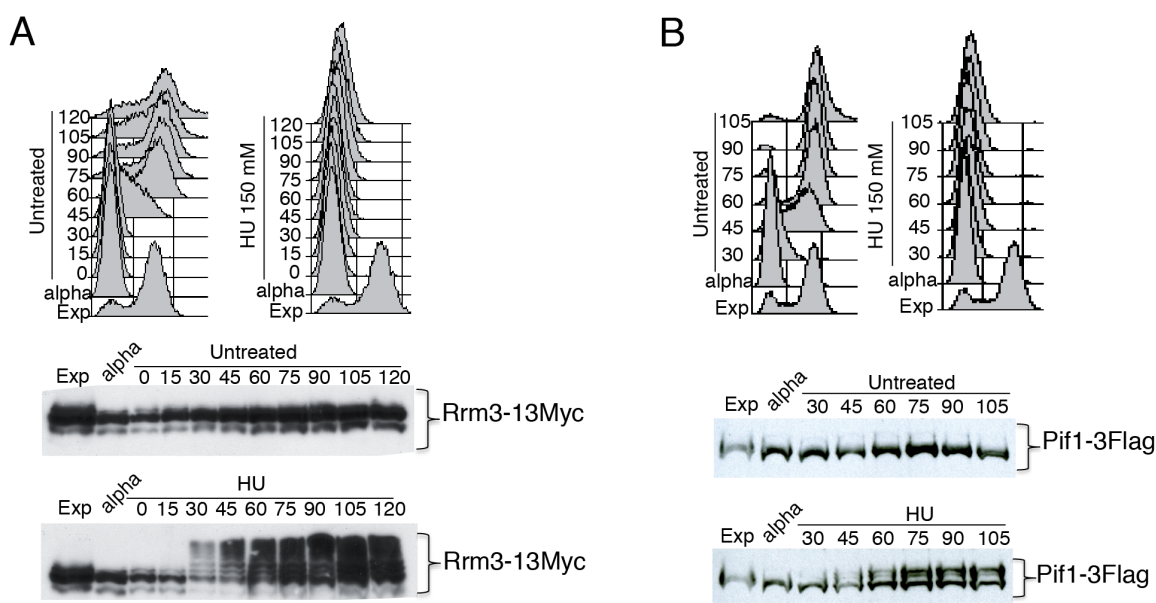 A
Untreated
120
105
90
75
60
45
30
15
0
alpha
Exp
HU 150 mM
120
105
90
75
60
45
30
15
0
alpha
Exp
Exp alpha Untreated
0 15 30 45 60 75 90 105 120
Rrm3-13Myc
Exp alpha HU
0 15 30 45 60 75 90 105 120
Rrm3-13Myc
B
Untreated
105
90
75
60
45
30
alpha
Exp
HU 150 mM
105
90
75
60
45
30
alpha
Exp
Exp alpha Untreated
30 45 60 75 90 105
Pif1-3Flag
Exp alpha HU
30 45 60 75 90 105
Pif1-3Flag